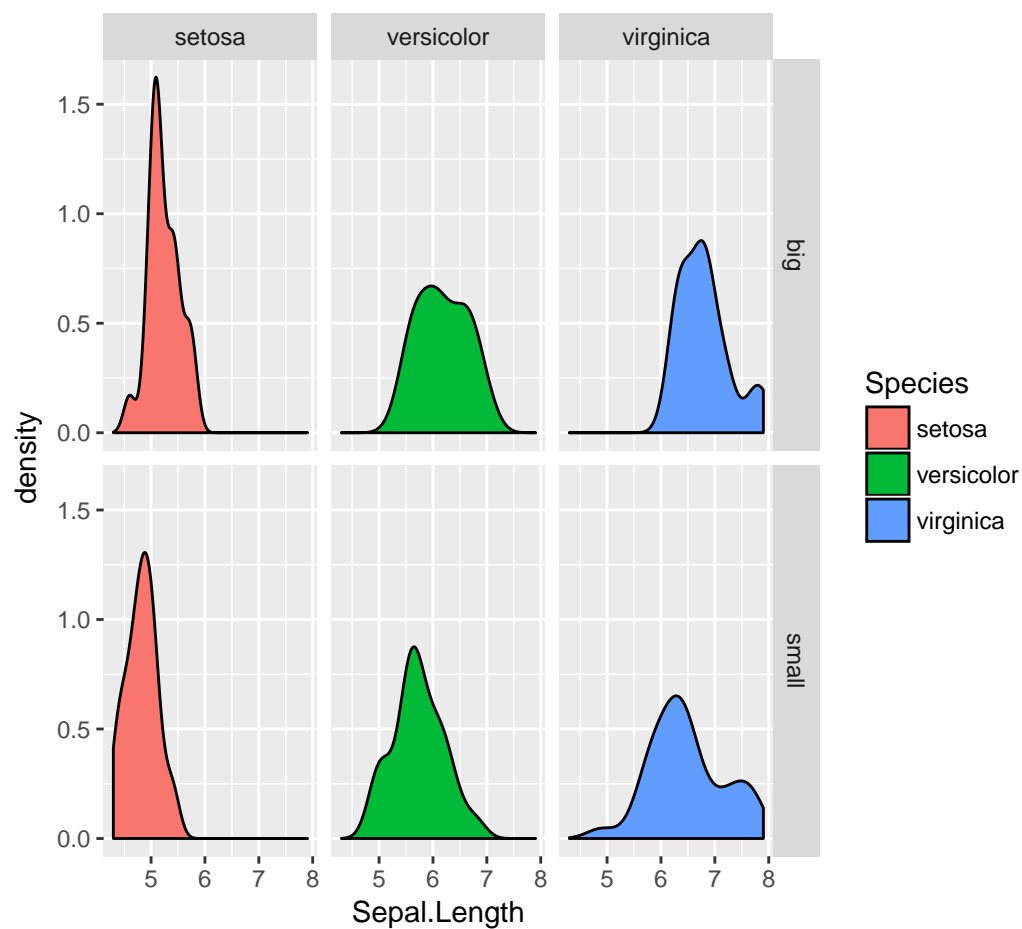 setosa
versicolor
virginica
1.5
1.0
0.5
0.0
big
density
1.5
1.0
0.5
0.0
small
5 6 7 8
5 6 7 8
5 6 7 8
Sepal.Length
Species
setosa
versicolor
virginica